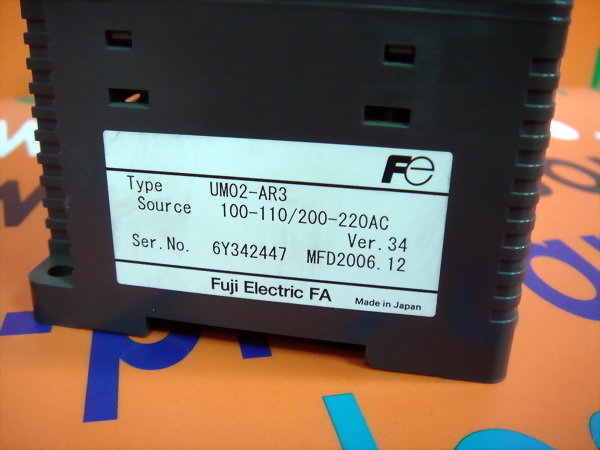 Fe
Type UM02-AR3
Source 100-110/200-220AC
Ver.34
Ser.No. 6Y342447 MFD2006.12
Fuji Electric FA Made in Japan